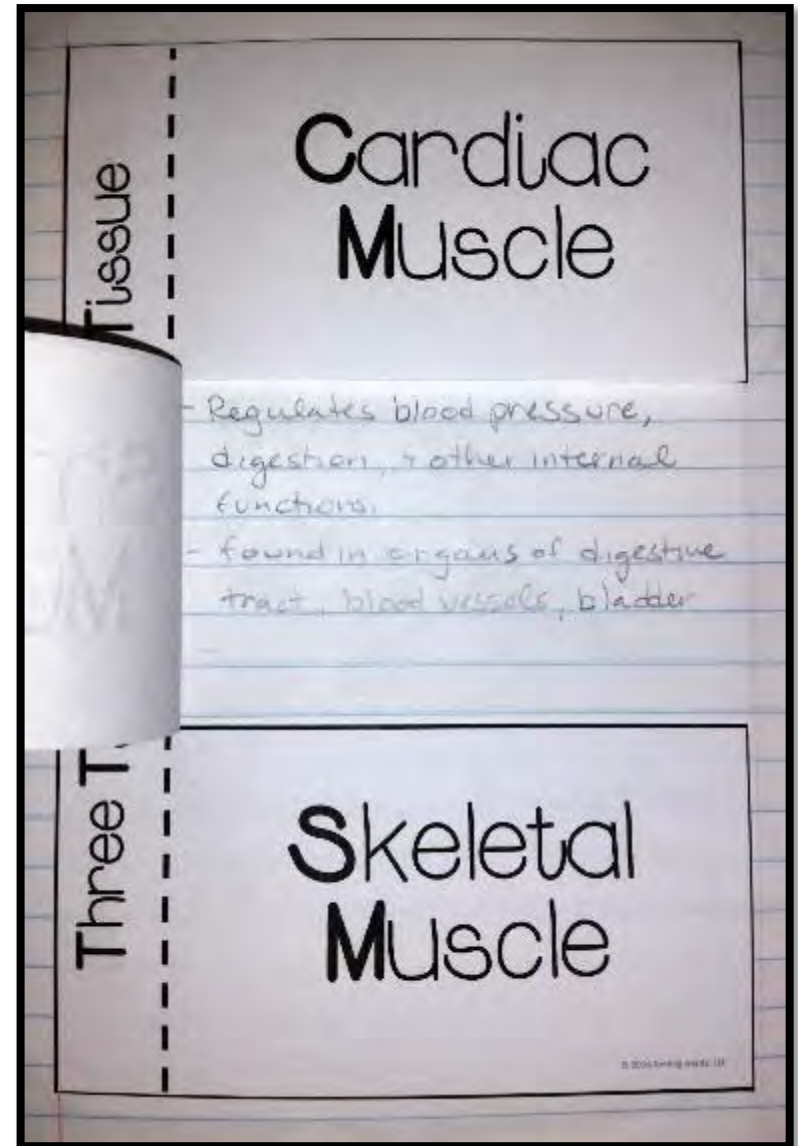 Cardiac
Muscle
Tissue
- Regulates blood pressure,
digestion, & other internal
functions.
- found in organs of digestive
tract, blood vessels, bladder
Three T
Skeletal
Muscle